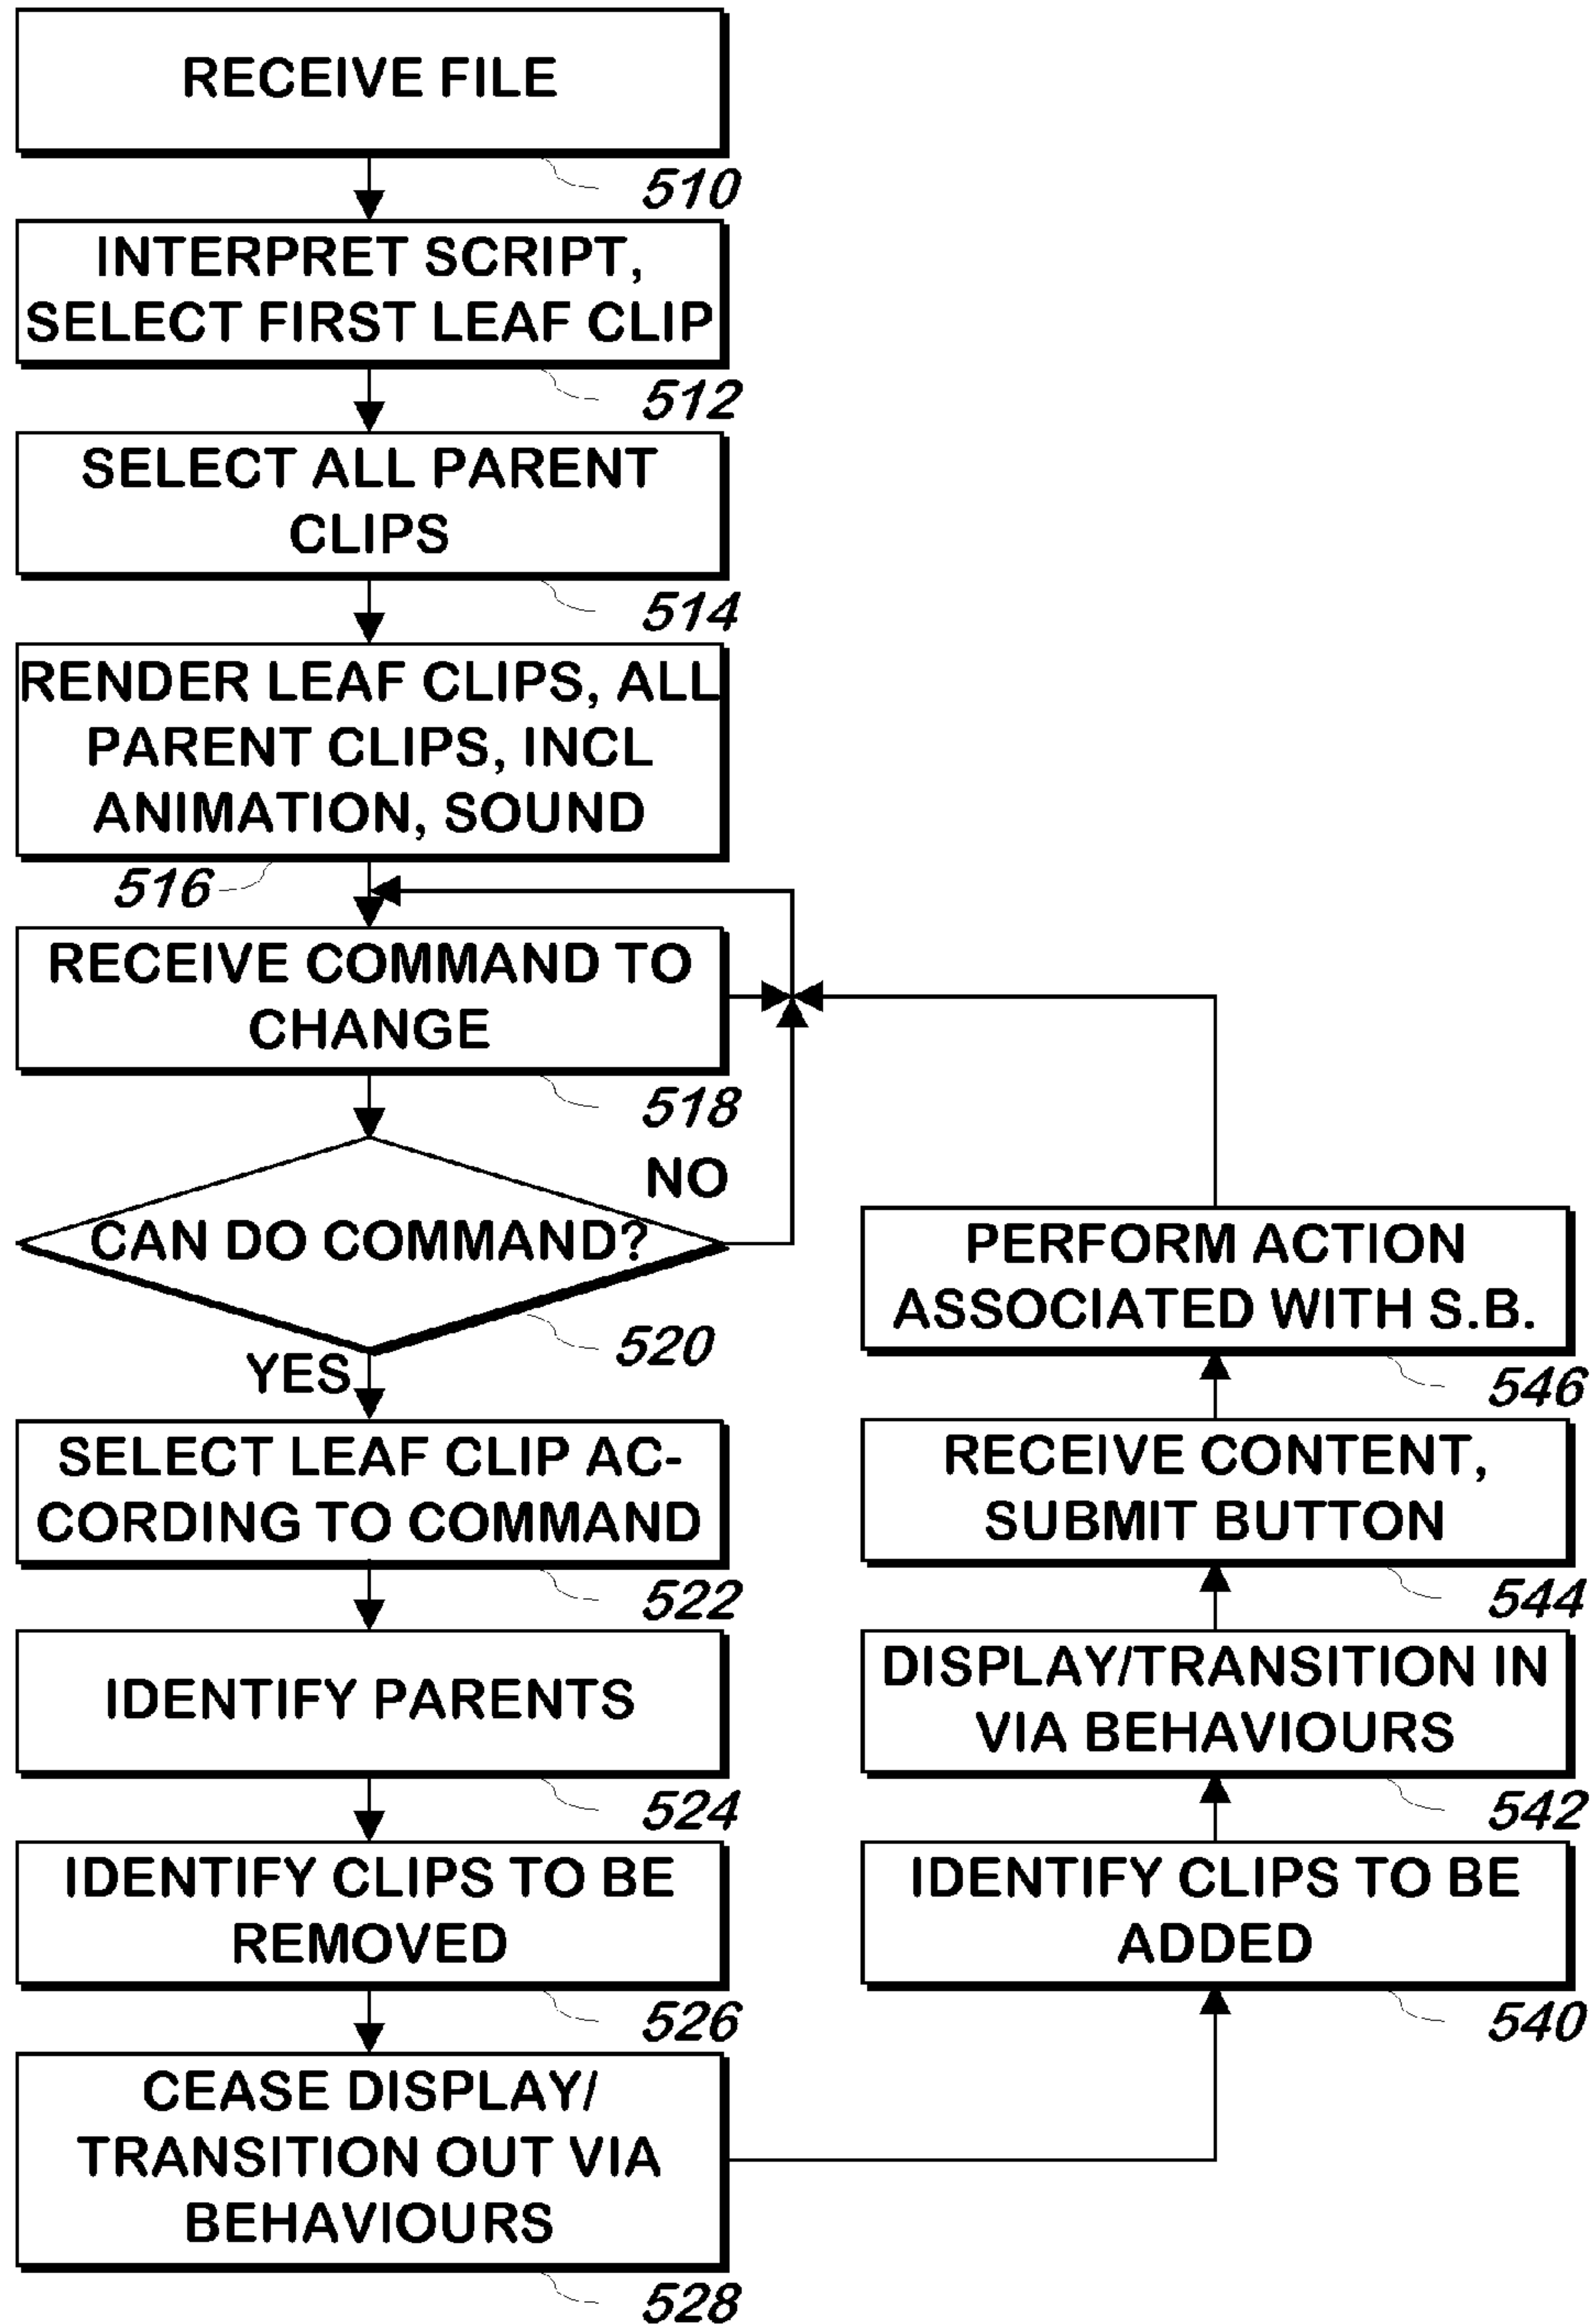 RECEIVE FILE
510
INTERPRET SCRIPT,
SELECT FIRST LEAF CLIP
512
SELECT ALL PARENT
CLIPS
514
RENDER LEAF CLIPS, ALL
PARENT CLIPS, INCL
ANIMATION, SOUND
516
RECEIVE COMMAND TO
CHANGE
518
NO
CAN DO COMMAND?
520
YES
SELECT LEAF CLIP AC-
CORDING TO COMMAND
522
IDENTIFY PARENTS
524
IDENTIFY CLIPS TO BE
REMOVED
526
CEASE DISPLAY/
TRANSITION OUT VIA
BEHAVIOURS
528
IDENTIFY CLIPS TO BE
ADDED
540
DISPLAY/TRANSITION IN
VIA BEHAVIOURS
542
RECEIVE CONTENT,
SUBMIT BUTTON
544
PERFORM ACTION
ASSOCIATED WITH S.B.
546